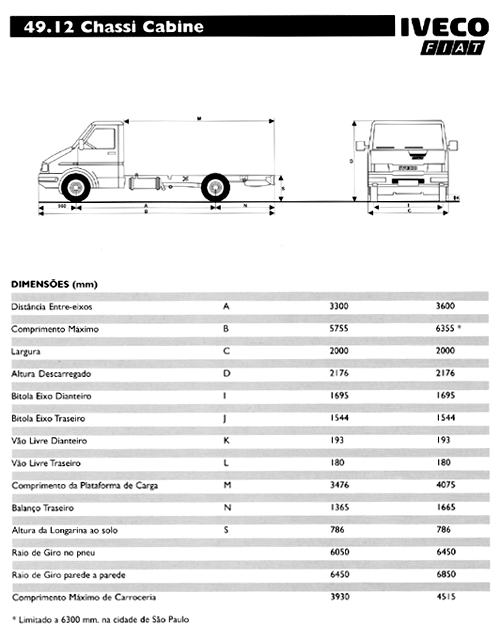 49.12 Chassi Cabine
IVECO
FIAT
M
D
S
I
C
A
N
B
IVECO
DIMENSÕES (mm)
Distância Entre-eixos A 3300 3600
Comprimento Máximo B 5755 6355 *
Largura C 2000 2000
Altura Descarregado D 2176 2176
Bitola Eixo Dianteiro I 1695 1695
Bitola Eixo Traseiro J 1544 1544
Vão Livre Dianteiro K 193 193
Vão Livre Traseiro L 180 180
Comprimento da Plataforma de Carga M 3476 4075
Balanço Traseiro N 1365 1665
Altura da Longarina ao solo S 786 786
Raio de Giro no pneu 6050 6450
Raio de Giro parede a parede 6450 6850
Comprimento Máximo de Carroceria 3930 4515
* Limitado a 6300 mm. na cidade de São Paulo